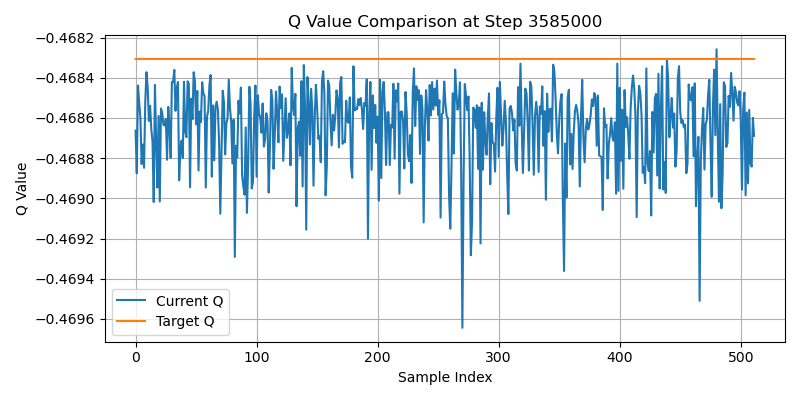 Q Value Comparison at Step 3585000
Q Value
−0.4682
−0.4684
−0.4686
−0.4688
−0.4690
−0.4692
−0.4694
−0.4696
Current Q
Target Q
0
100
200
300
400
500
Sample Index